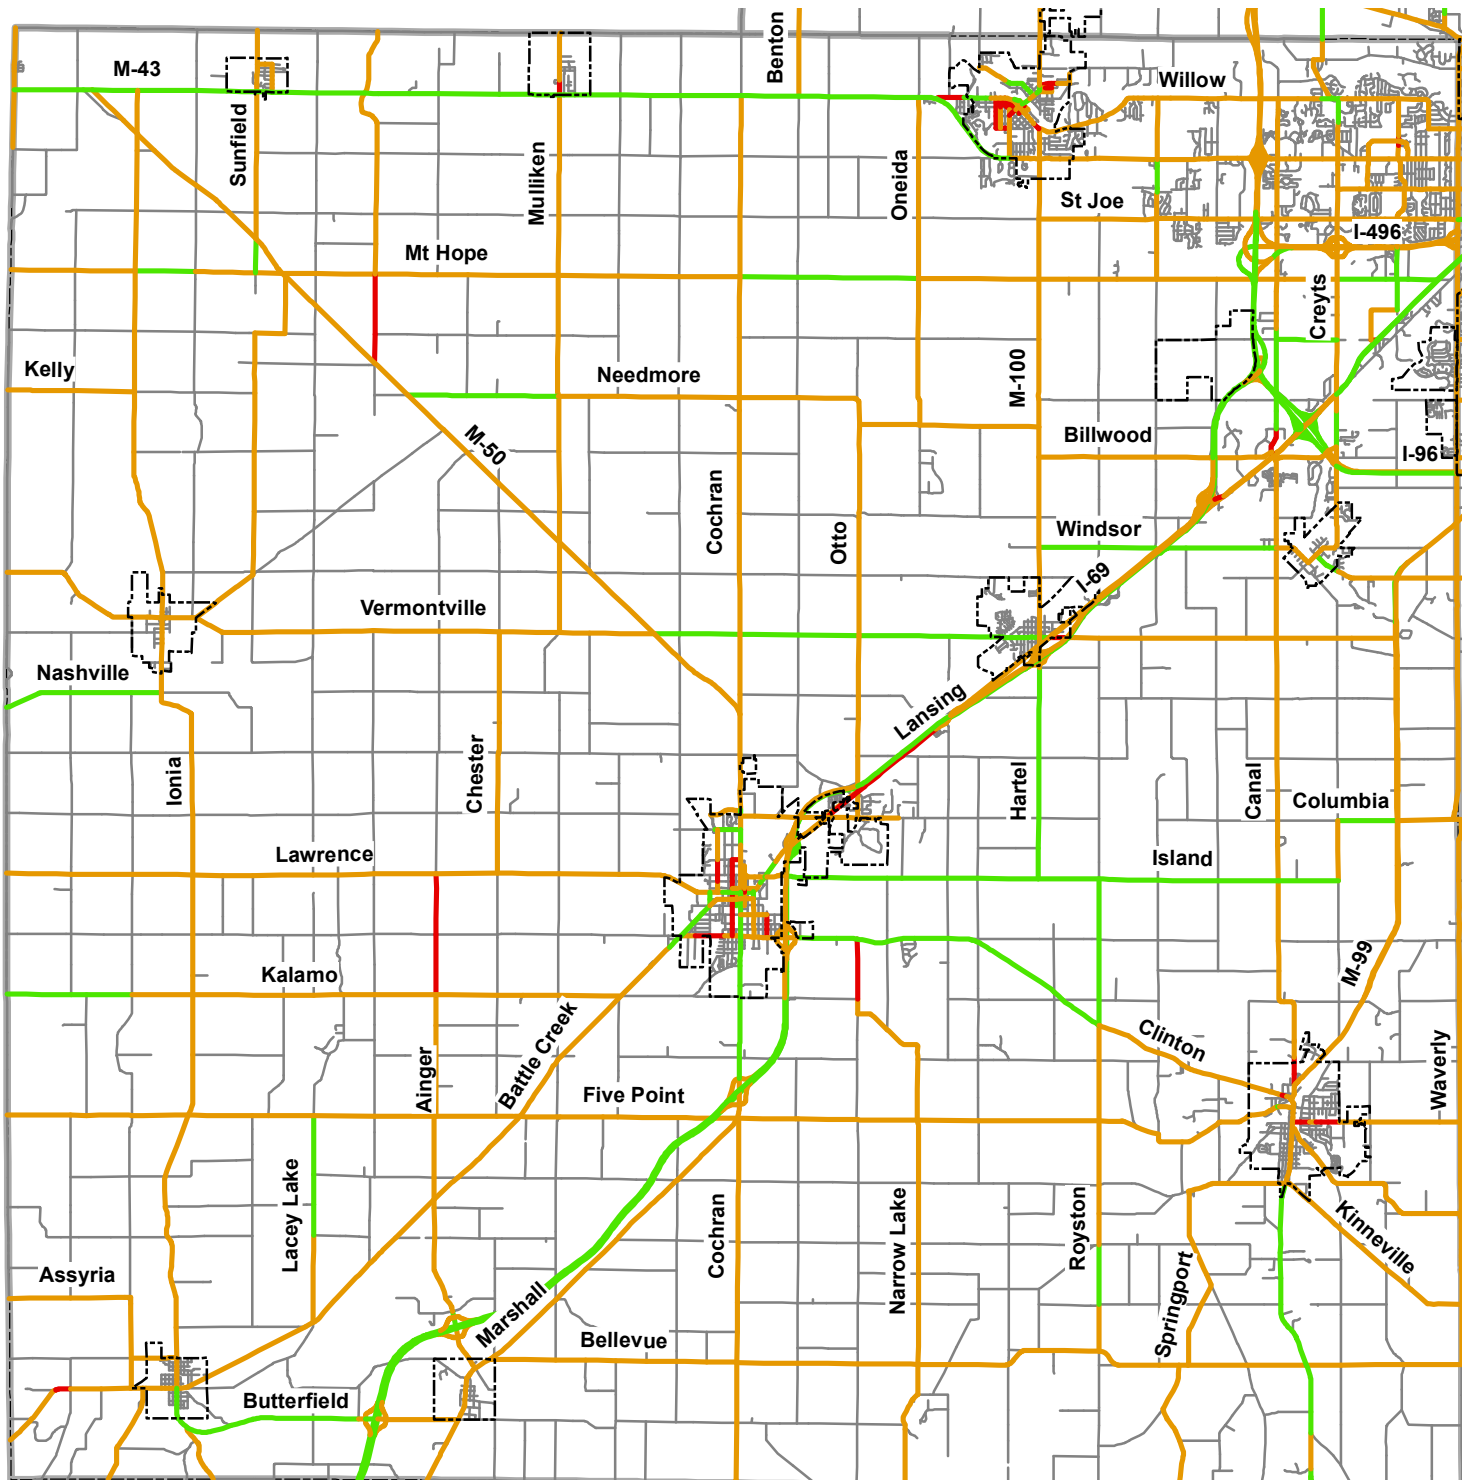 Benton
M-43
Willow
Sunfield
Mulliken
Oneida
St Joe
I-496
Mt Hope
Creyts
Kelly
Needmore
M-100
M-50
Billwood
I-96
Cochran
Otto
Windsor
I-69
Vermontville
Nashville
Lansing
Ionia
Chester
Hartel
Canal
Columbia
Lawrence
Island
Kalamo
M-99
Battle Creek
Clinton
Ainger
Five Point
Waverly
Lacey Lake
Cochran
Narrow Lake
Royston
Kinneville
Assyria
Springport
Marshall
Bellevue
Butterfield